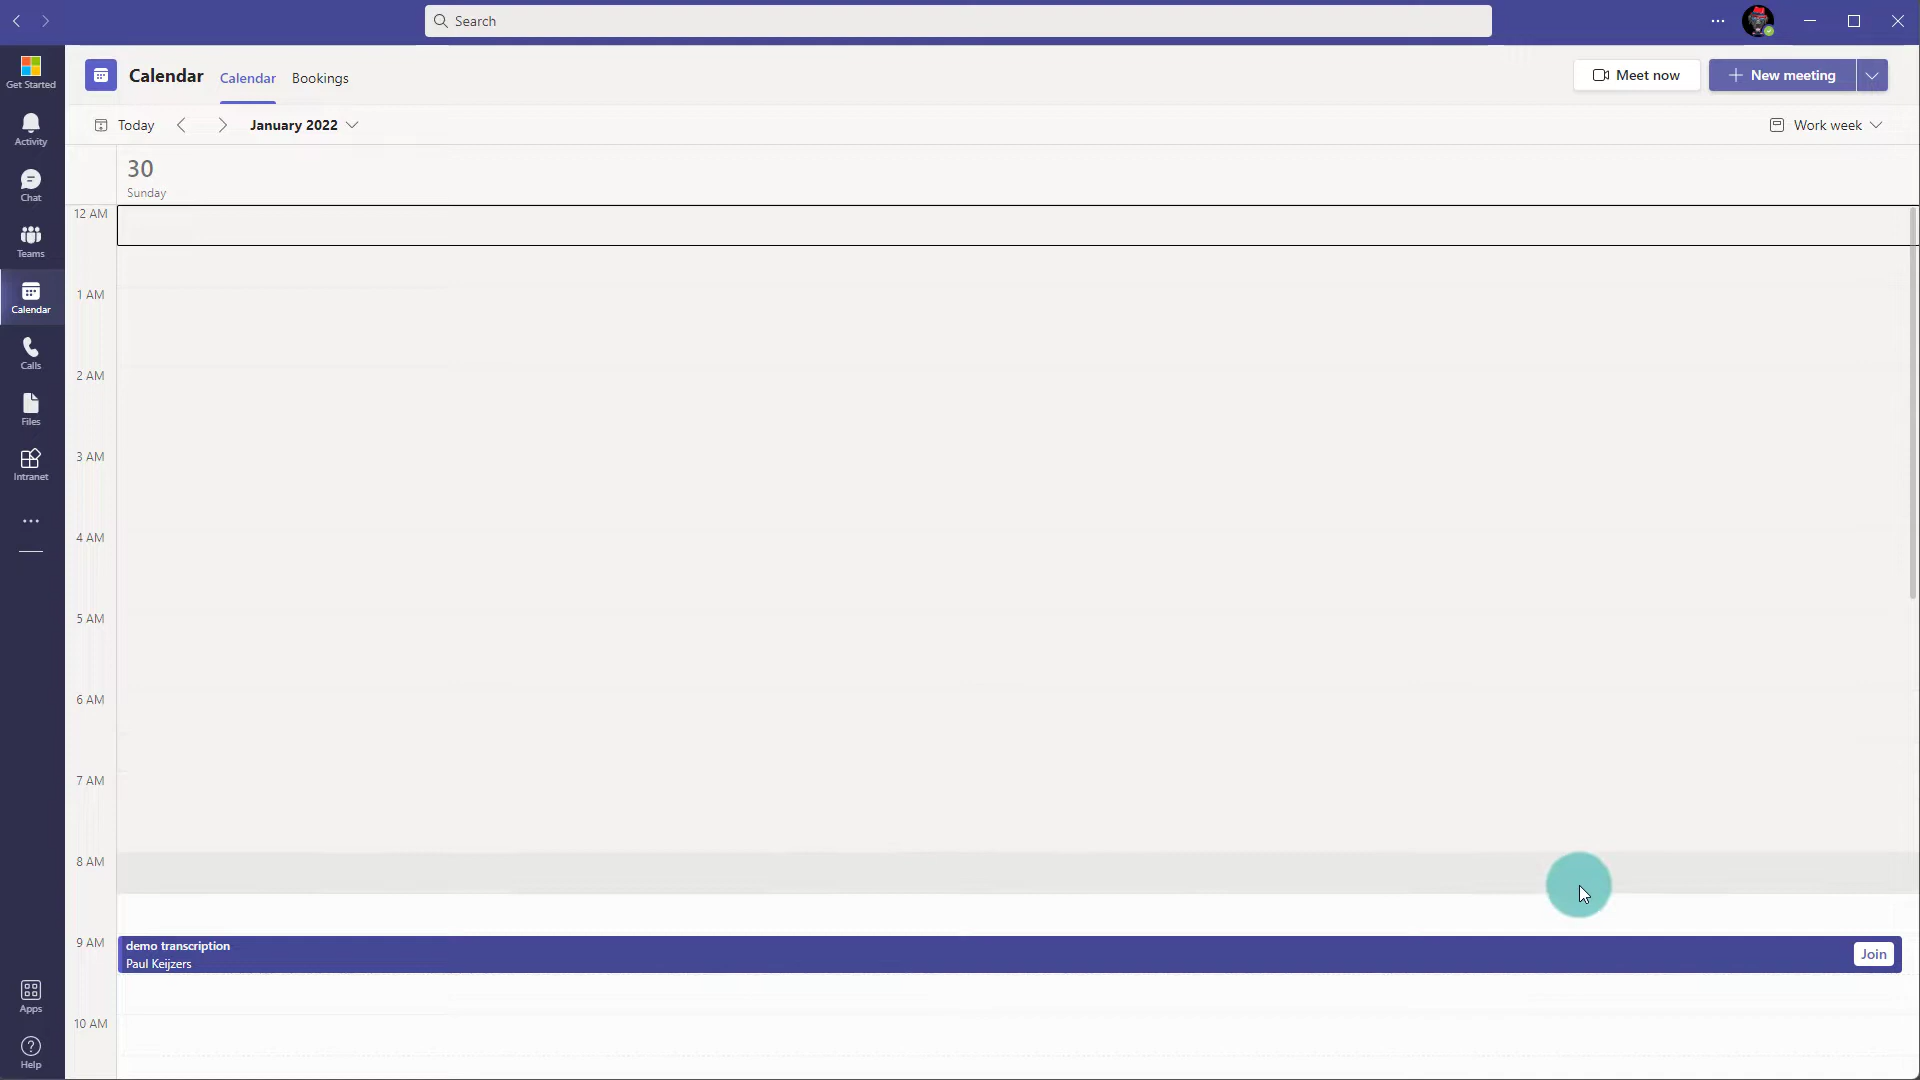 Search
Get Started
Activity
Chat
Teams
Calendar
Calls
Files
Intranet
Apps
Help
Calendar
Calendar
Bookings
Meet now
New meeting
Today
January 2022
Work week
30
Sunday
12 AM
1 AM
2 AM
3 AM
4 AM
5 AM
6 AM
7 AM
8 AM
9 AM
demo transcription
Paul Keijzers
Join
10 AM